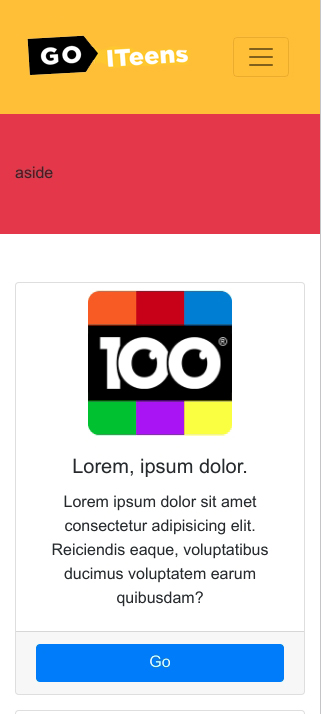 GO ITeens
aside
100®
Lorem, ipsum dolor.
Lorem ipsum dolor sit amet
consectetur adipisicing elit.
Reiciendis eaque, voluptatibus
ducimus voluptatem earum
quibusdam?
Go